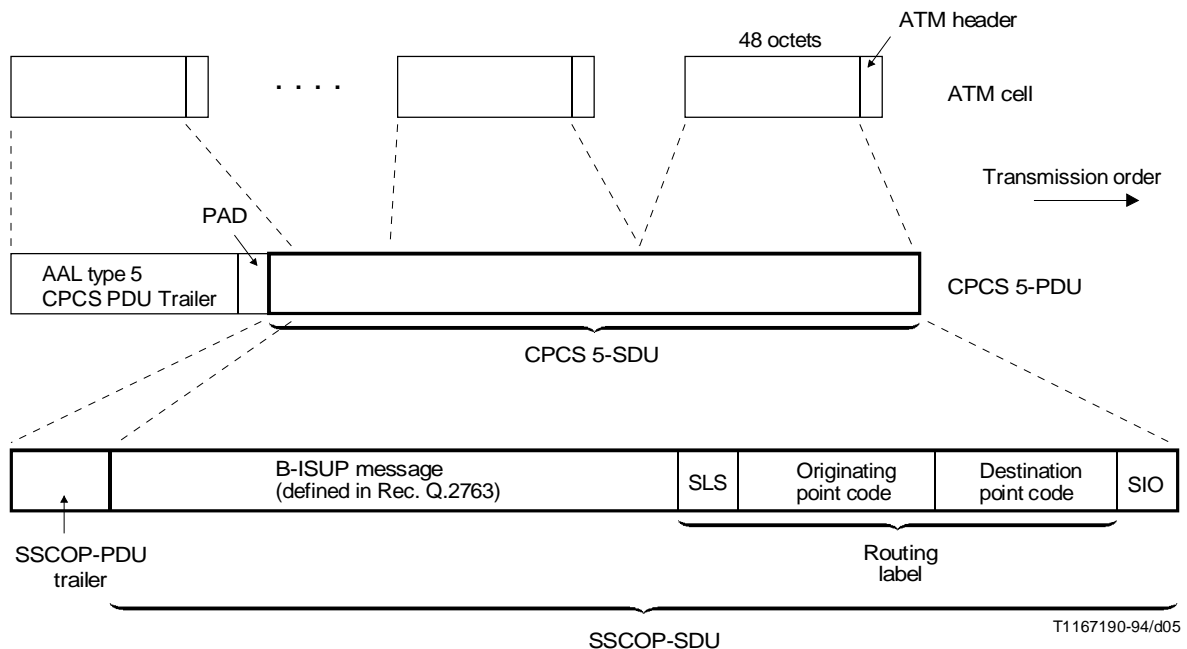 ATM header
48 octets
. . . .
ATM cell
Transmission order
PAD
AAL type 5
CPCS PDU Trailer
CPCS 5-PDU
CPCS 5-SDU
B-ISUP message
(defined in Rec. Q.2763)
SLS
Originating
point code
Destination
point code
SIO
SSCOP-PDU
trailer
Routing
label
SSCOP-SDU
T1167190-94/d05